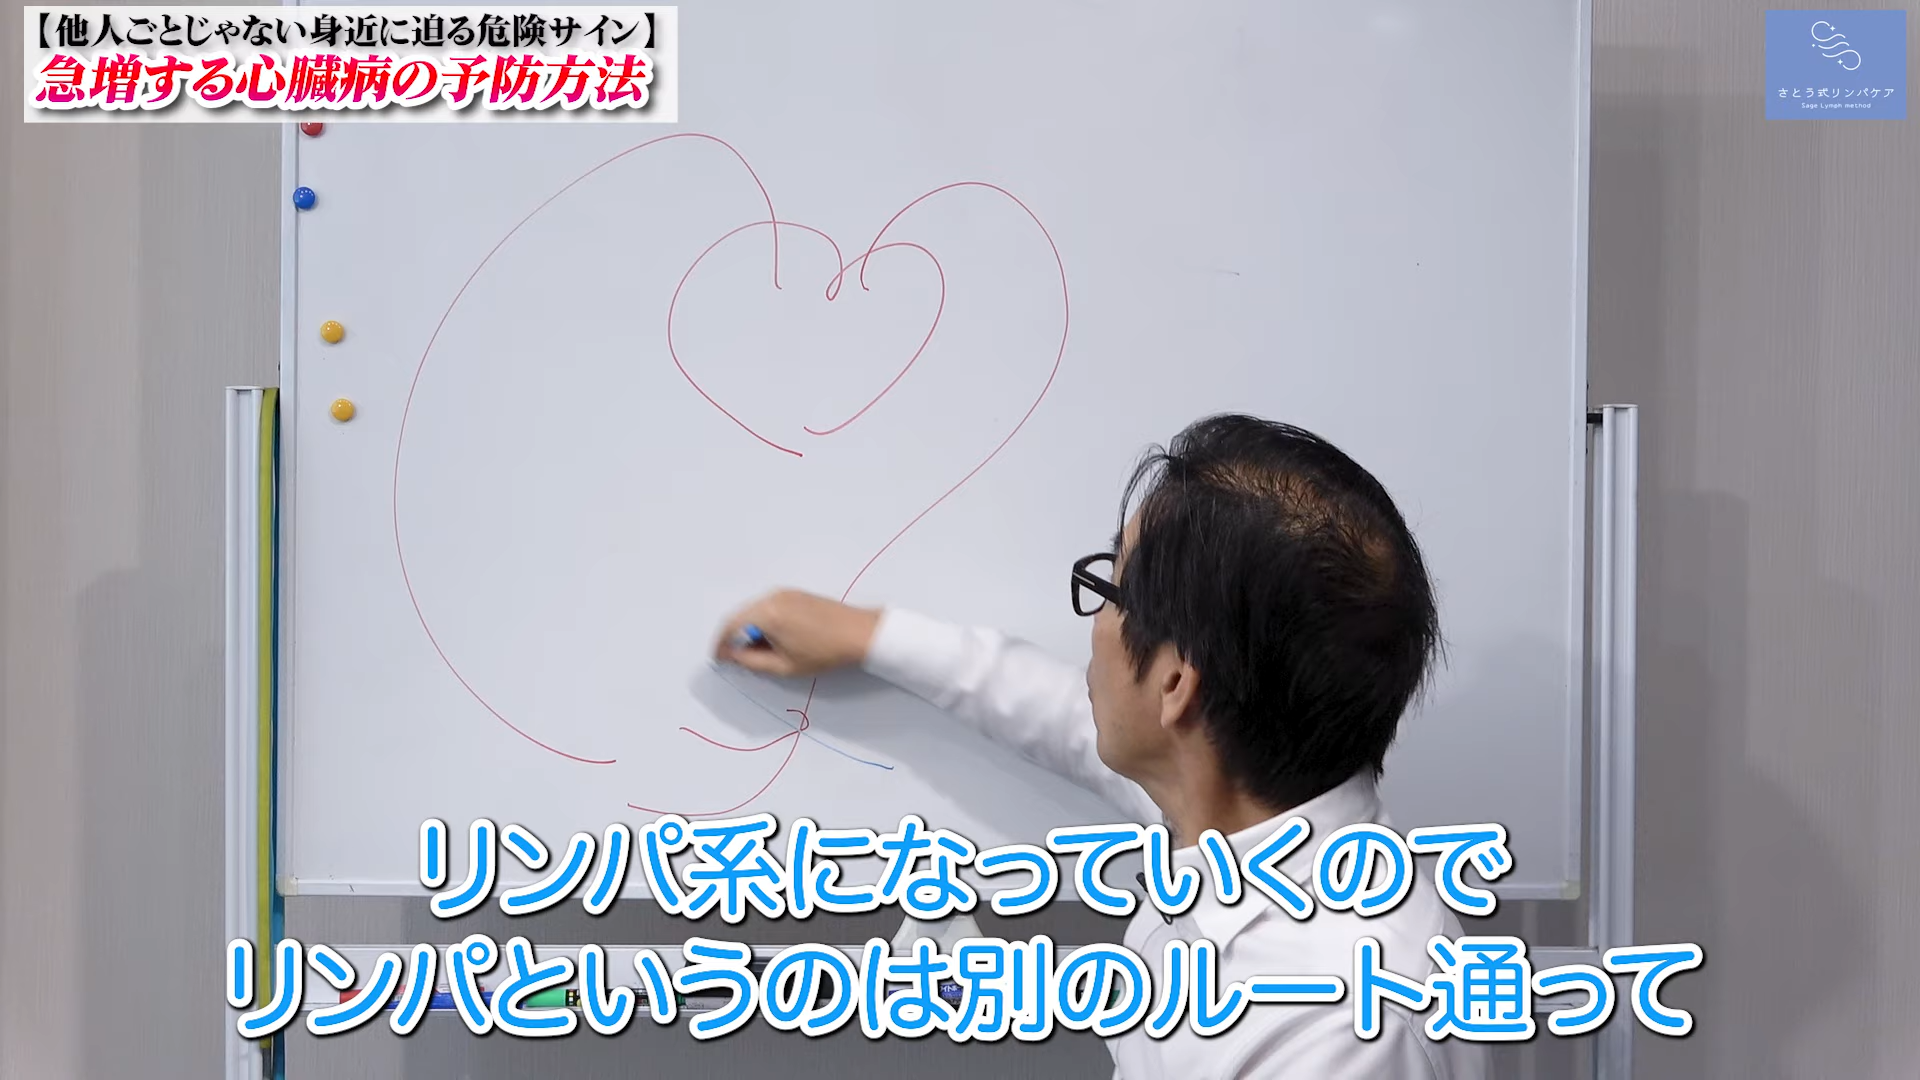 【他人ごとじゃない身近に迫る危険サイン】
急増する心臓病の予防方法
さとう式リンパケア
Sago Lymph method
リンパ系になっていくので
リンパというのは別のルート通って